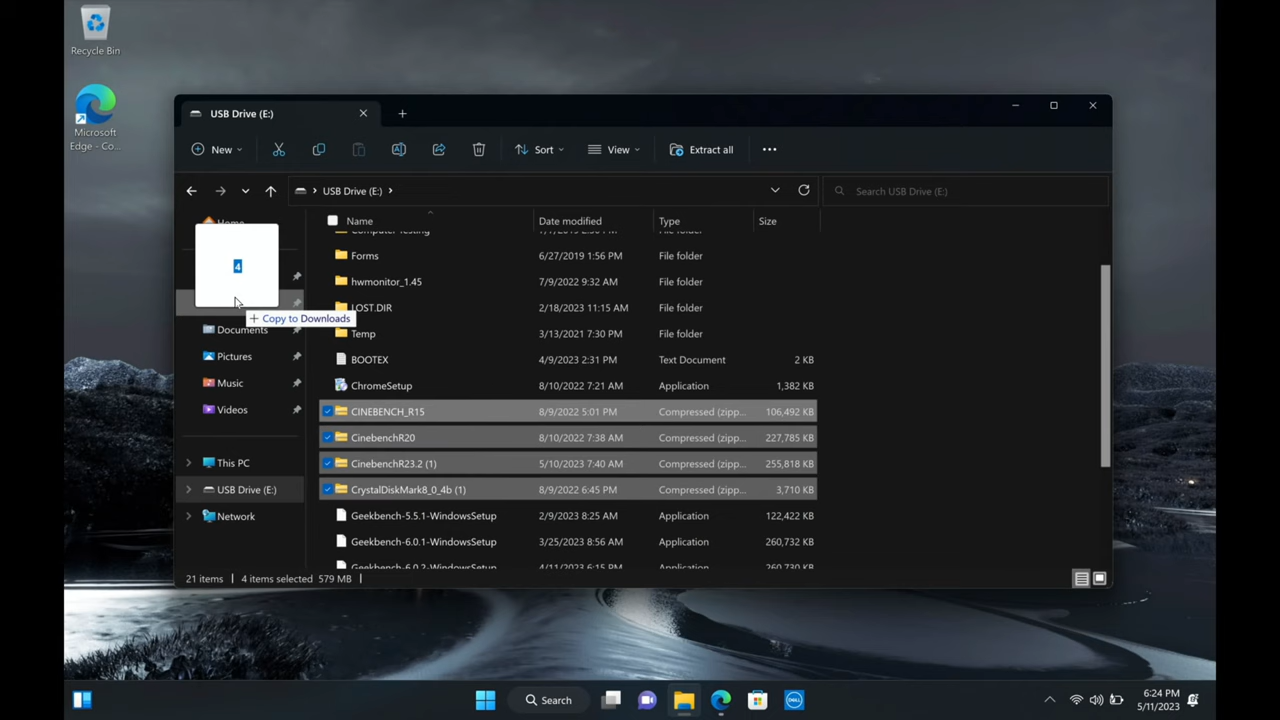 Recycle Bin
Microsoft
Edge - Co...
USB Drive (E:)
New
Sort
View
Extract all
USB Drive (E:)
Search USB Drive (E:)
Home
Name
Date modified
Type
Size
Computer Testing
7/7/2019 2:30 PM
File folder
Forms
6/27/2019 1:56 PM
File folder
hwmonitor_1.45
7/9/2022 9:32 AM
File folder
LOST.DIR
2/18/2023 11:15 AM
File folder
Temp
3/13/2021 7:30 PM
File folder
BOOTEX
4/9/2023 2:31 PM
Text Document
2 KB
ChromeSetup
8/10/2022 7:21 AM
Application
1,382 KB
CINEBENCH_R15
8/9/2022 5:01 PM
Compressed (zipp...
106,492 KB
CinebenchR20
8/10/2022 7:38 AM
Compressed (zipp...
227,785 KB
CinebenchR23.2 (1)
5/10/2023 7:40 AM
Compressed (zipp...
255,818 KB
CrystalDiskMark8_0_4b (1)
8/9/2022 6:45 PM
Compressed (zipp...
3,710 KB
Geekbench-5.5.1-WindowsSetup
2/9/2023 8:25 AM
Application
122,422 KB
Geekbench-6.0.1-WindowsSetup
3/25/2023 8:56 AM
Application
260,732 KB
Geekbench-6.0.2-WindowsSetup
4/11/2023 6:15 PM
Application
260,730 KB
4
+ Copy to Downloads
Documents
Pictures
Music
Videos
This PC
USB Drive (E:)
Network
21 items
4 items selected 579 MB
Search
DELL
6:24 PM
5/11/2023